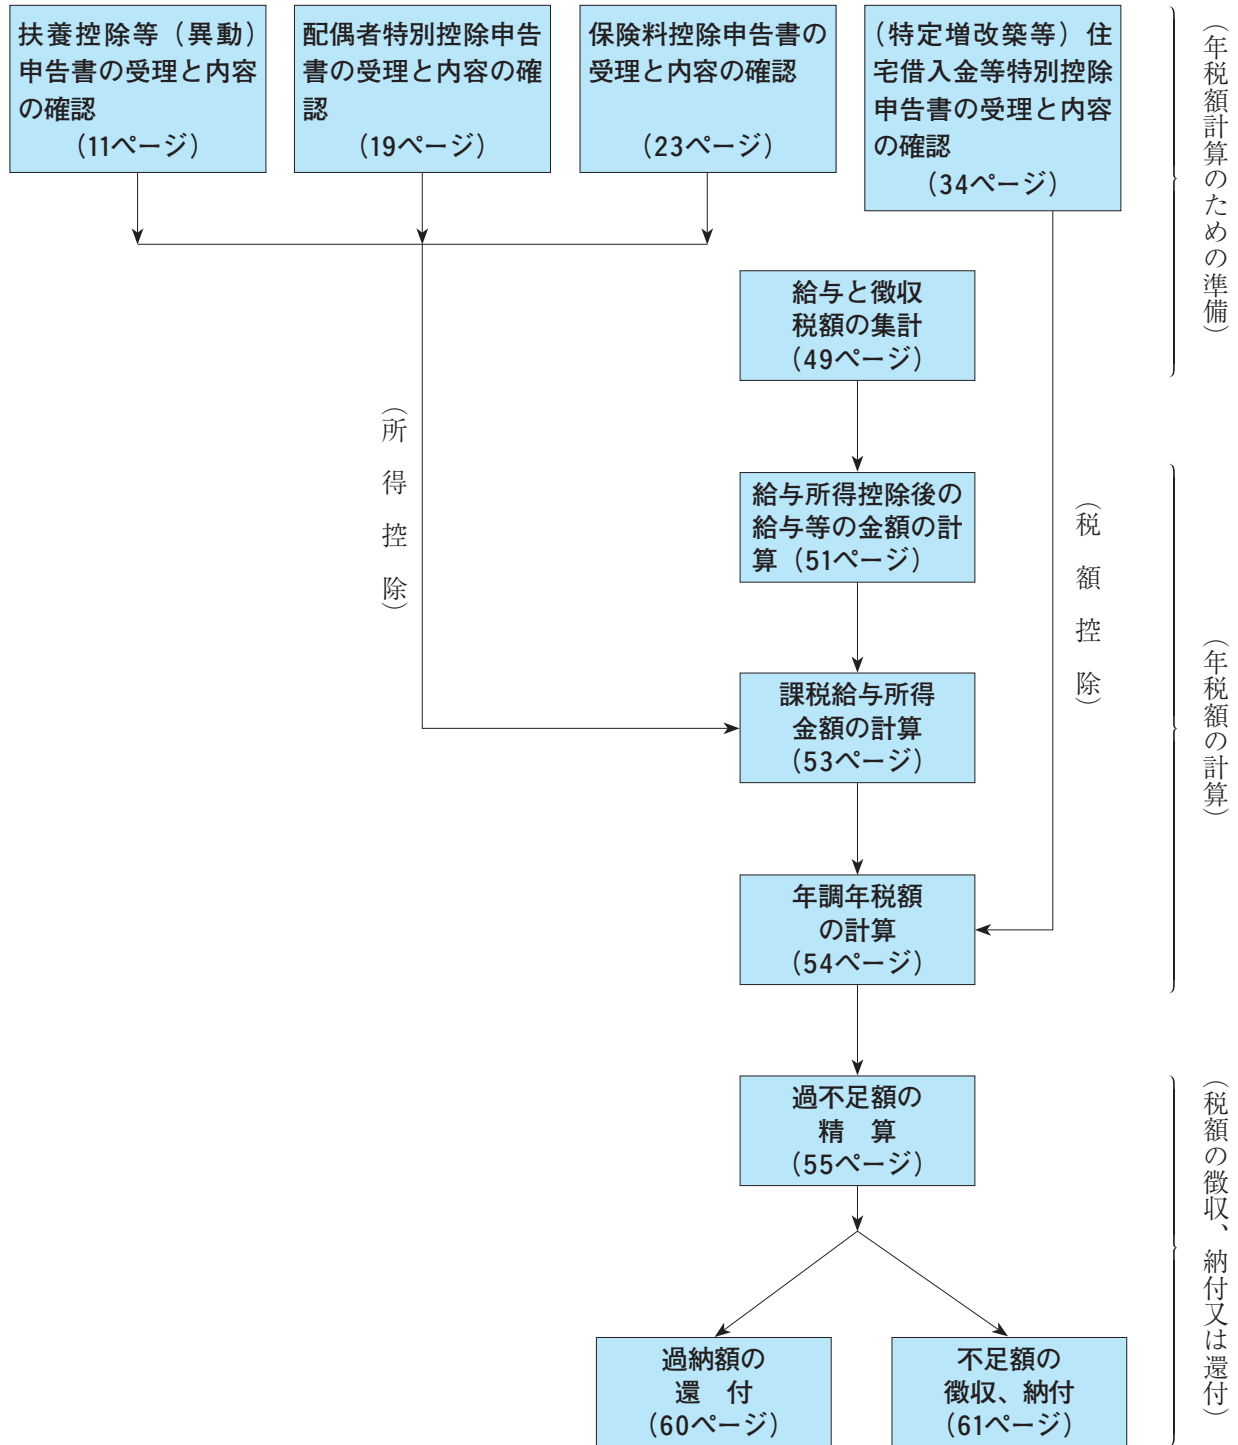 扶養控除等（異動）
申告書の受理と内容
の確認
（11ページ）
配偶者特別控除申告
書の受理と内容の確
認
（19ページ）
保険料控除申告書の
受理と内容の確認
（23ページ）
（特定増改築等）住
宅借入金等特別控除
申告書の受理と内容
の確認
（34ページ）
（年税額計算のための準備）
給与と徴収
税額の集計
（49ページ）
（所得控除）
給与所得控除後の
給与等の金額の計
算（51ページ）
（税額控除）
課税給与所得
金額の計算
（53ページ）
（年税額の計算）
年調年税額
の計算
（54ページ）
過不足額の
精　算
（55ページ）
（税額の徴収、納付又は還付）
過納額の
還　付
（60ページ）
不足額の
徴収、納付
（61ページ）